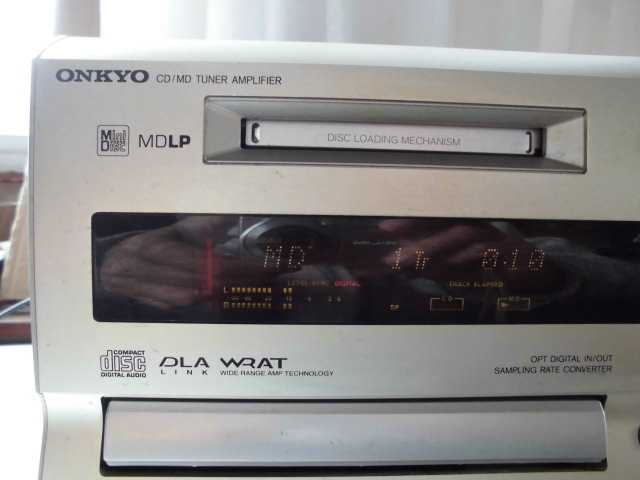 ONKYO CD/MD TUNER AMPLIFIER
MD MDLP
DISC LOADING MECHANISM
MD 1Tr 0:10
LEVEL-SYNC DIGITAL TRACK ELAPSED
L
R
SP CD MD
COMPACT disc DIGITAL AUDIO
DLA LINK
WRAT WIDE RANGE AMP TECHNOLOGY
OPT DIGITAL IN/OUT
SAMPLING RATE CONVERTER